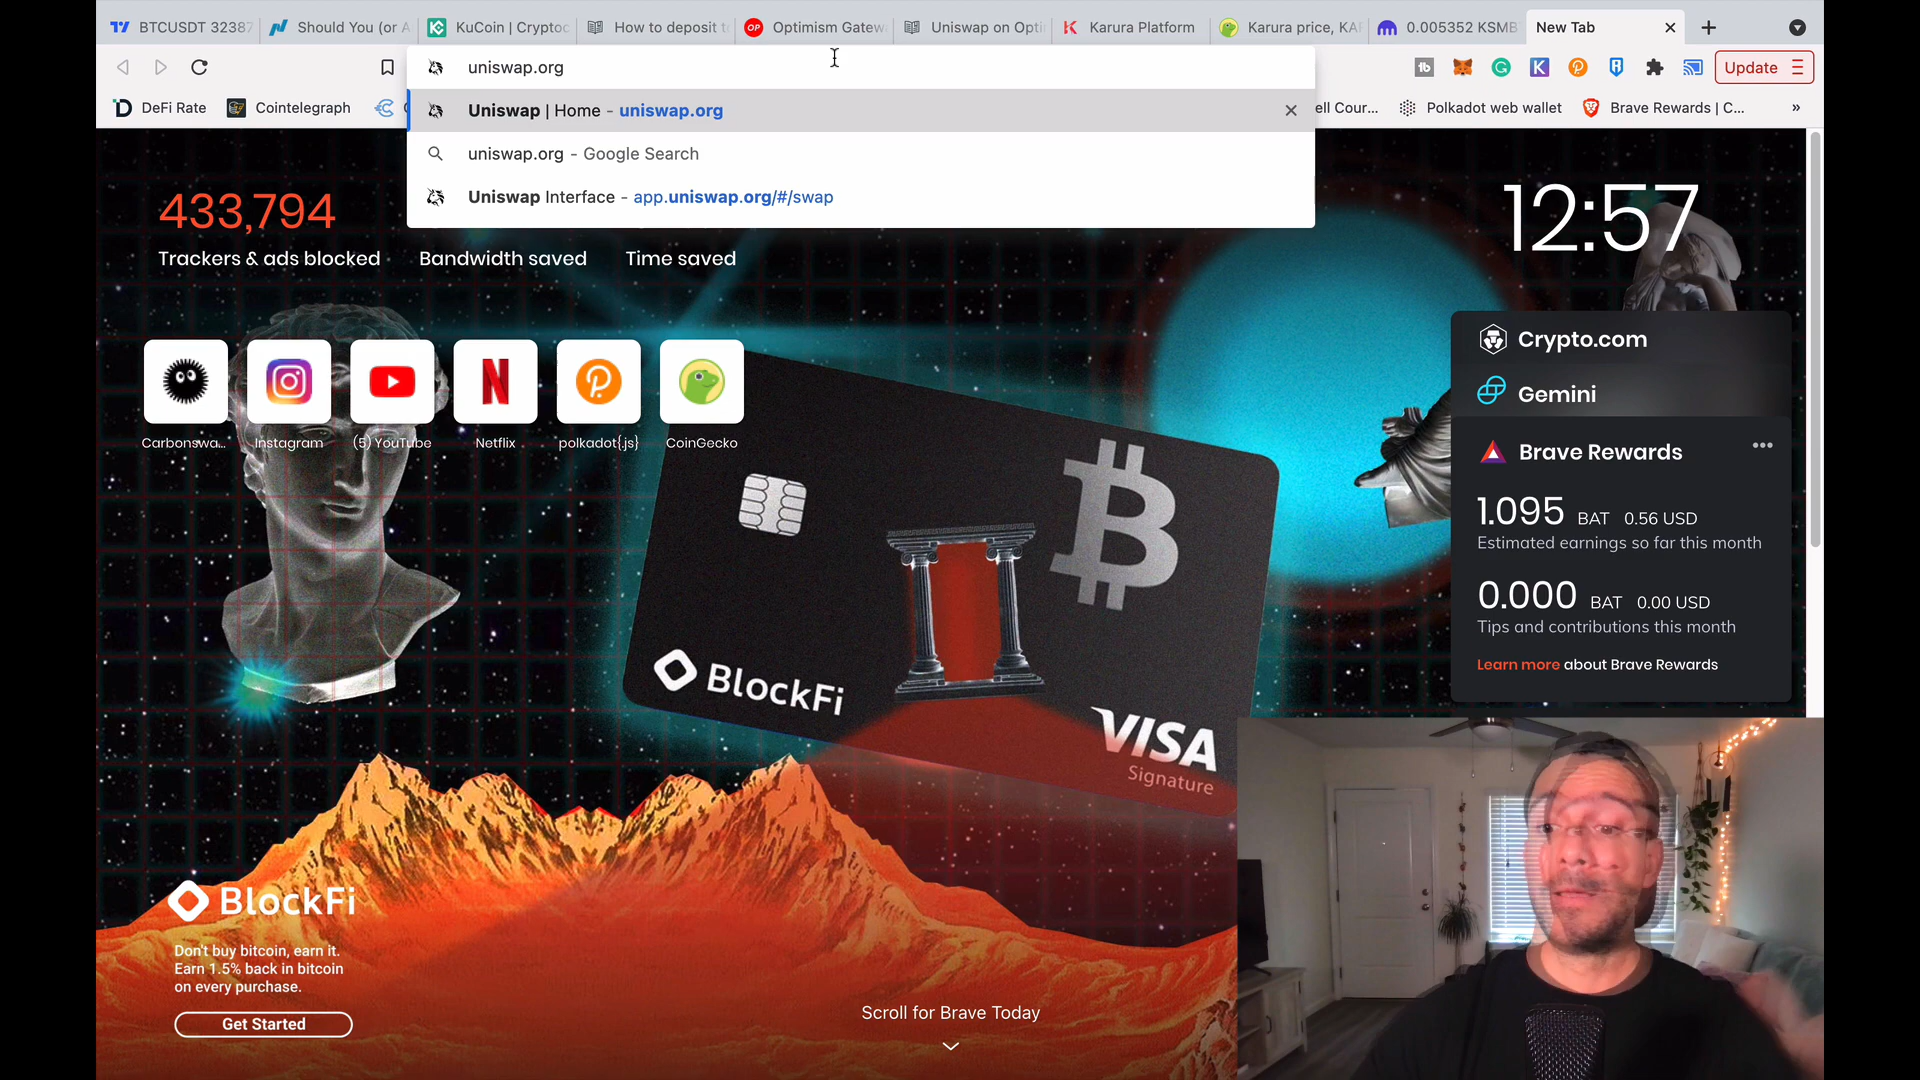 BTCUSDT 32387
Should You (or A
KuCoin | Cryptoc
How to deposit t
Optimism Gatew
Uniswap on Opti
Karura Platform
Karura price, KA
0.005352 KSMB
New Tab
uniswap.org
Update
DeFi Rate
Cointelegraph
Uniswap | Home - uniswap.org
ell Cour...
Polkadot web wallet
Brave Rewards | C...
»
uniswap.org - Google Search
Uniswap Interface - app.uniswap.org/#/swap
433,794
Trackers & ads blocked
Bandwidth saved
Time saved
12:57
Carbonswa...
Instagram
(5) YouTube
Netflix
polkadot{.js}
CoinGecko
Crypto.com
Gemini
Brave Rewards
1.095 BAT 0.56 USD
Estimated earnings so far this month
0.000 BAT 0.00 USD
Tips and contributions this month
Learn more about Brave Rewards
BlockFi
VISA
Signature
BlockFi
Don't buy bitcoin, earn it.
Earn 1.5% back in bitcoin
on every purchase.
Get Started
Scroll for Brave Today